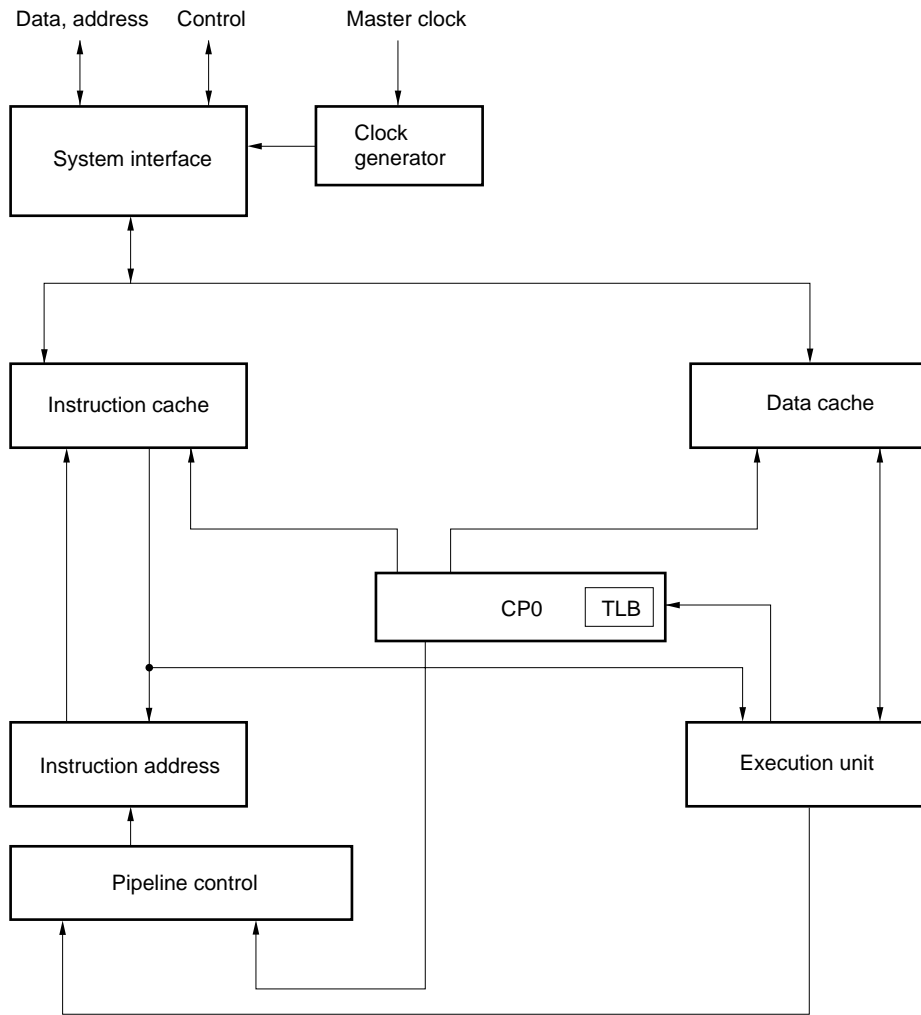 Data, address
Control
Master clock
System interface
Clock
generator
Instruction cache
Data cache
CP0
TLB
Instruction address
Execution unit
Pipeline control